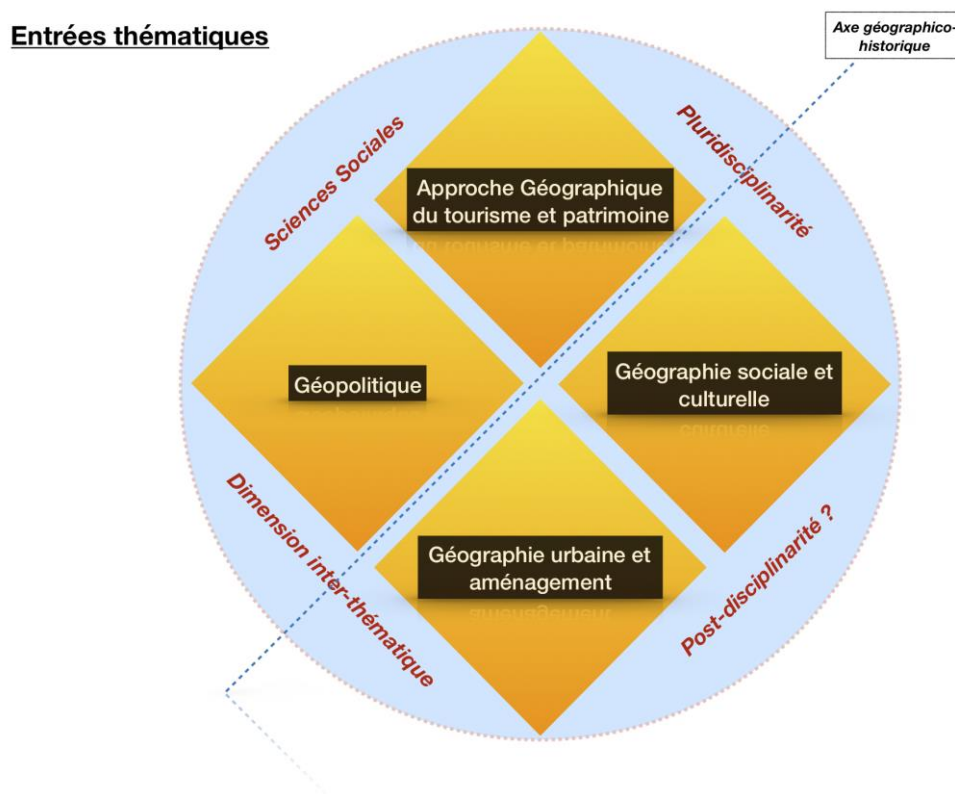 Entrées thématiques
Axe géographico-
historique
Sciences Sociales
Pluridisciplinarité
Approche Géographique
du tourisme et patrimoine
Géopolitique
Géographie sociale et
culturelle
Dimension inter-thématique
Géographie urbaine et
aménagement
Post-disciplinarité ?